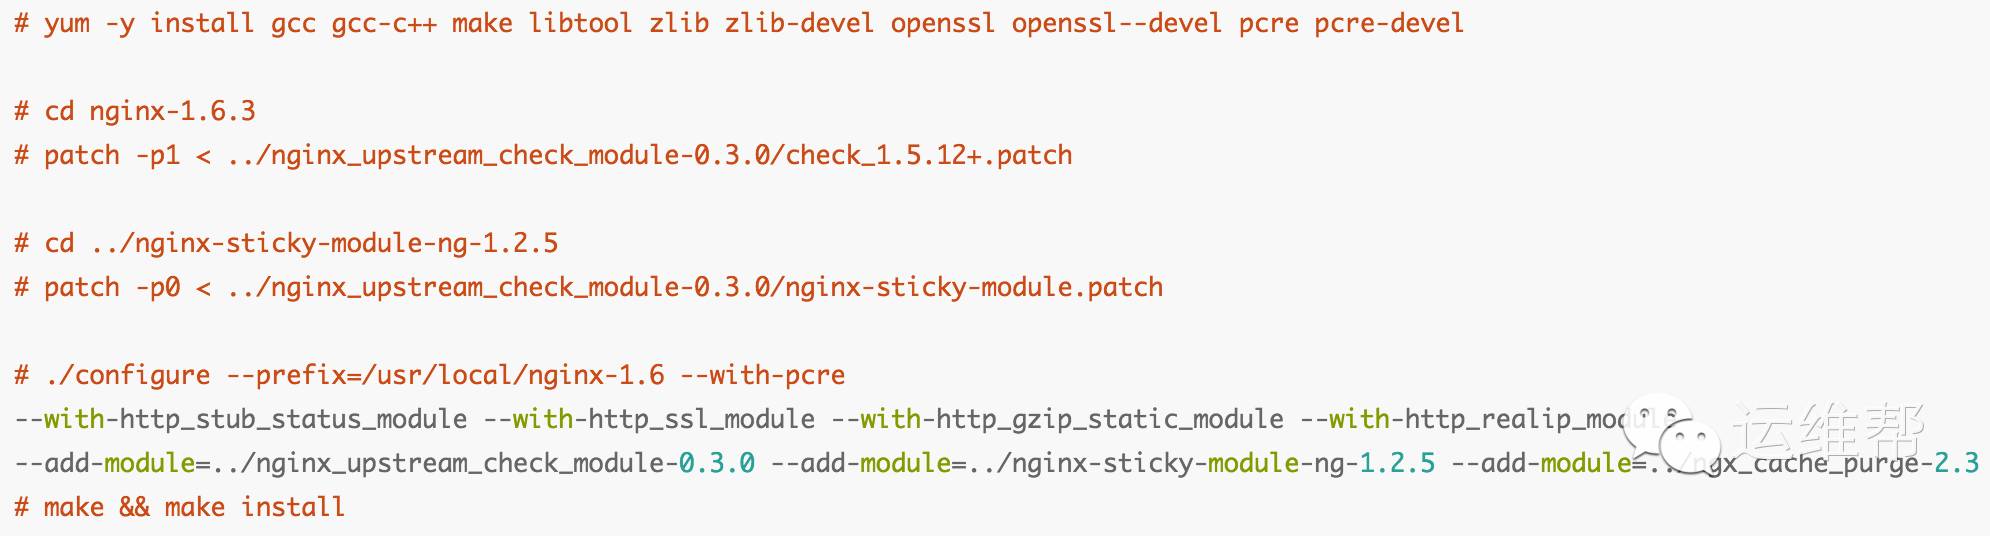 # yum -y install gcc gcc-c++ make libtool zlib zlib-devel openssl openssl--devel pcre pcre-devel
# cd nginx-1.6.3
# patch -p1 < ../nginx_upstream_check_module-0.3.0/check_1.5.12+.patch
# cd ../nginx-sticky-module-ng-1.2.5
# patch -p0 < ../nginx_upstream_check_module-0.3.0/nginx-sticky-module.patch
# ./configure --prefix=/usr/local/nginx-1.6 --with-pcre
--with-http_stub_status_module --with-http_ssl_module --with-http_gzip_static_module --with-http_realip_module
运维帮
--add-module=../nginx_upstream_check_module-0.3.0 --add-module=../nginx-sticky-module-ng-1.2.5 --add-module=../ngx_cache_purge-2.3
# make && make install